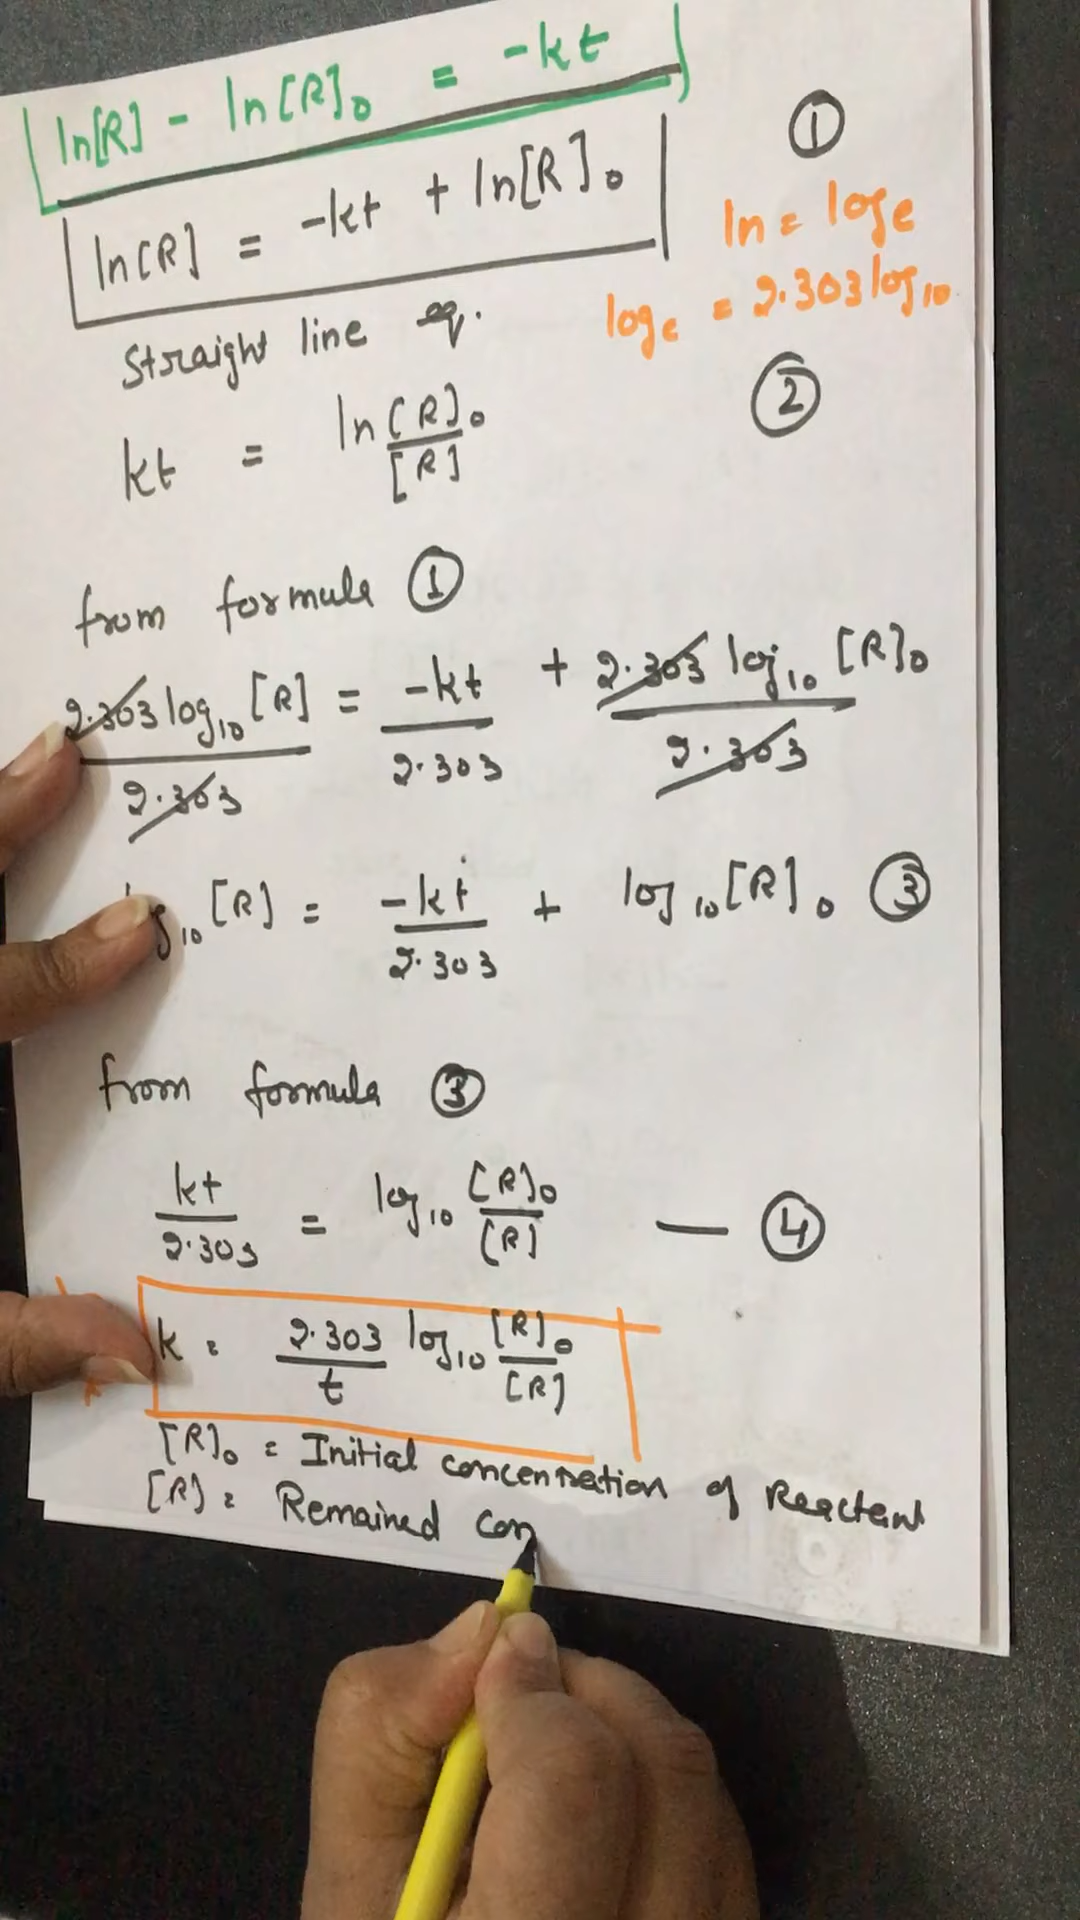 ln[R] - ln[R]₀ = -kt
ln[R] = -kt + ln[R]₀ ①
ln = logₑ
logₑ = 2.303 log₁₀
Straight line eq.
kt = ln [R]₀/[R] ②
from formula ①
2.303 log₁₀ [R]/2.303 = -kt/2.303 + 2.303 log₁₀ [R]₀/2.303
log₁₀ [R] = -kt/2.303 + log₁₀ [R]₀ ③
from formula ③
kt/2.303 = log₁₀ [R]₀/[R] — ④
k = 2.303/t log₁₀ [R]₀/[R]
[R]₀ = Initial concentration of Reactant
[R] = Remained con